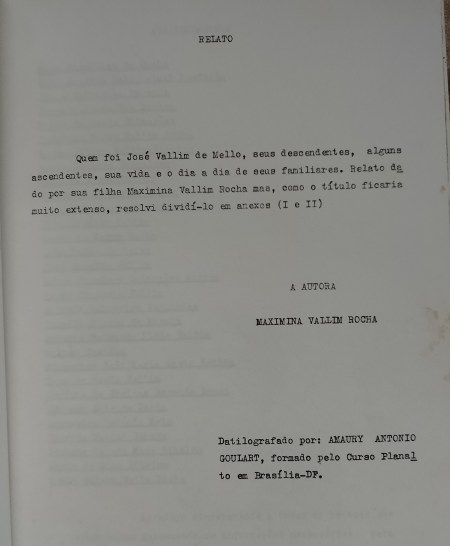 RELATO
Quem foi José Vallim de Mello, seus descendentes, alguns
ascendentes, sua vida e o dia a dia de seus familiares. Relato da
do por sua filha Maximina Vallim Rocha mas, como o título ficaria
muito extenso, resolvi dividí-lo em anexos (I e II)
A AUTORA
MAXIMINA VALLIM ROCHA
Datilografado por: AMAURY ANTONIO
GOULART, formado pelo Curso Planal
to em Brasília-DF.